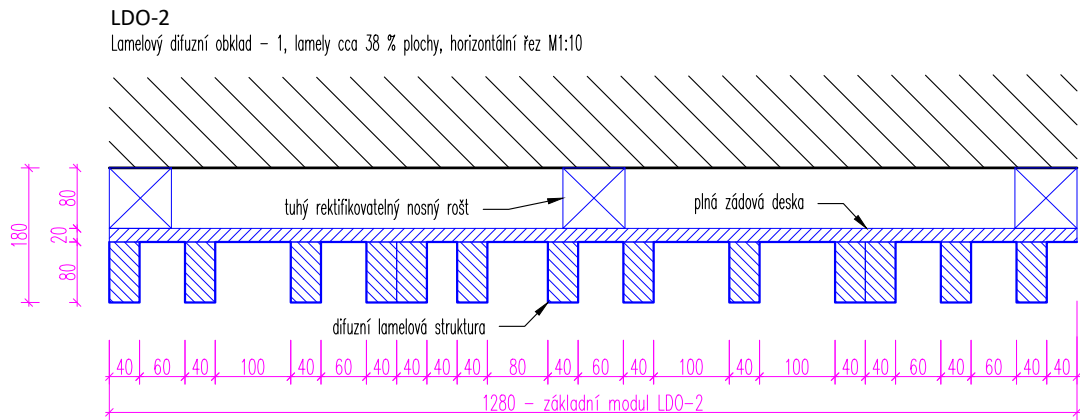 LDO-2
Lamelový difuzní obklad – 1, lamely cca 38 % plochy, horizontální řez M1:10
180
80
20
80
tuhý rektifikovatelný nosný rošt
plná zádová deska
difuzní lamelová struktura
40 60 40 100 40 60 40 40 40 40 80 40 60 40 100 40 100 40 40 60 40 60 40 40
1280 – základní modul LDO-2